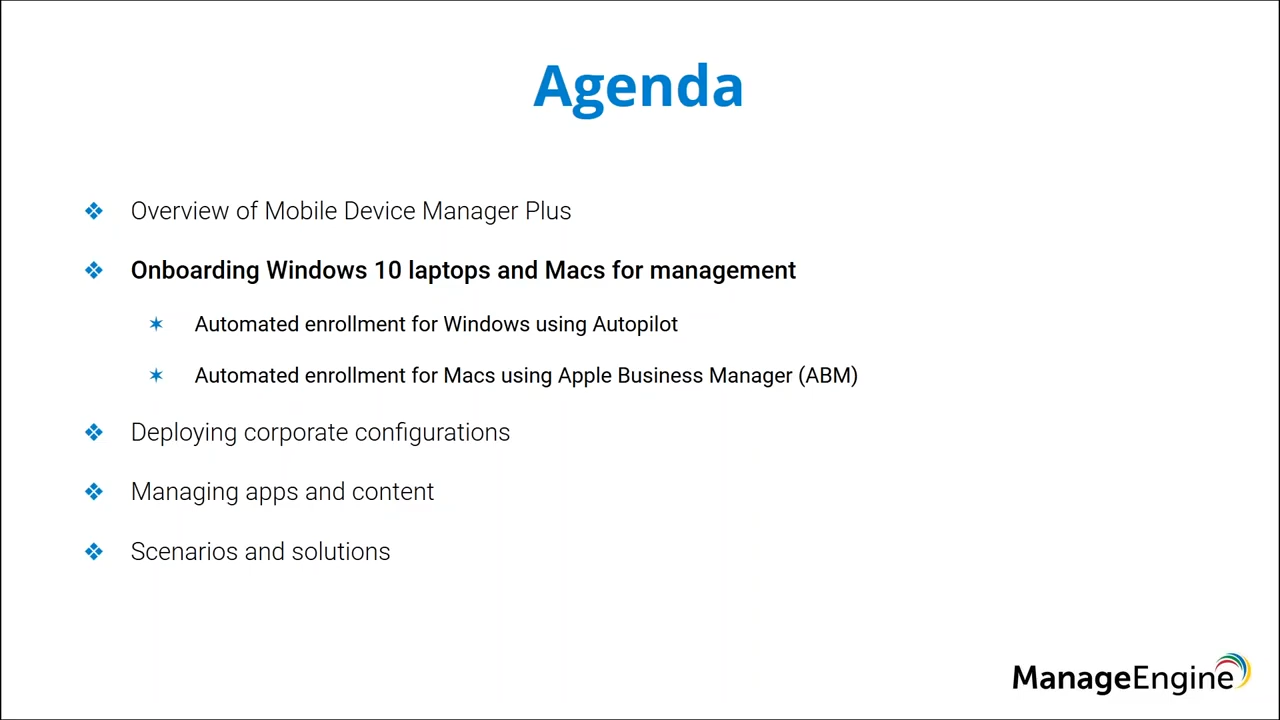 Agenda
Overview of Mobile Device Manager Plus
Onboarding Windows 10 laptops and Macs for management
Automated enrollment for Windows using Autopilot
Automated enrollment for Macs using Apple Business Manager (ABM)
Deploying corporate configurations
Managing apps and content
Scenarios and solutions
ManageEngine